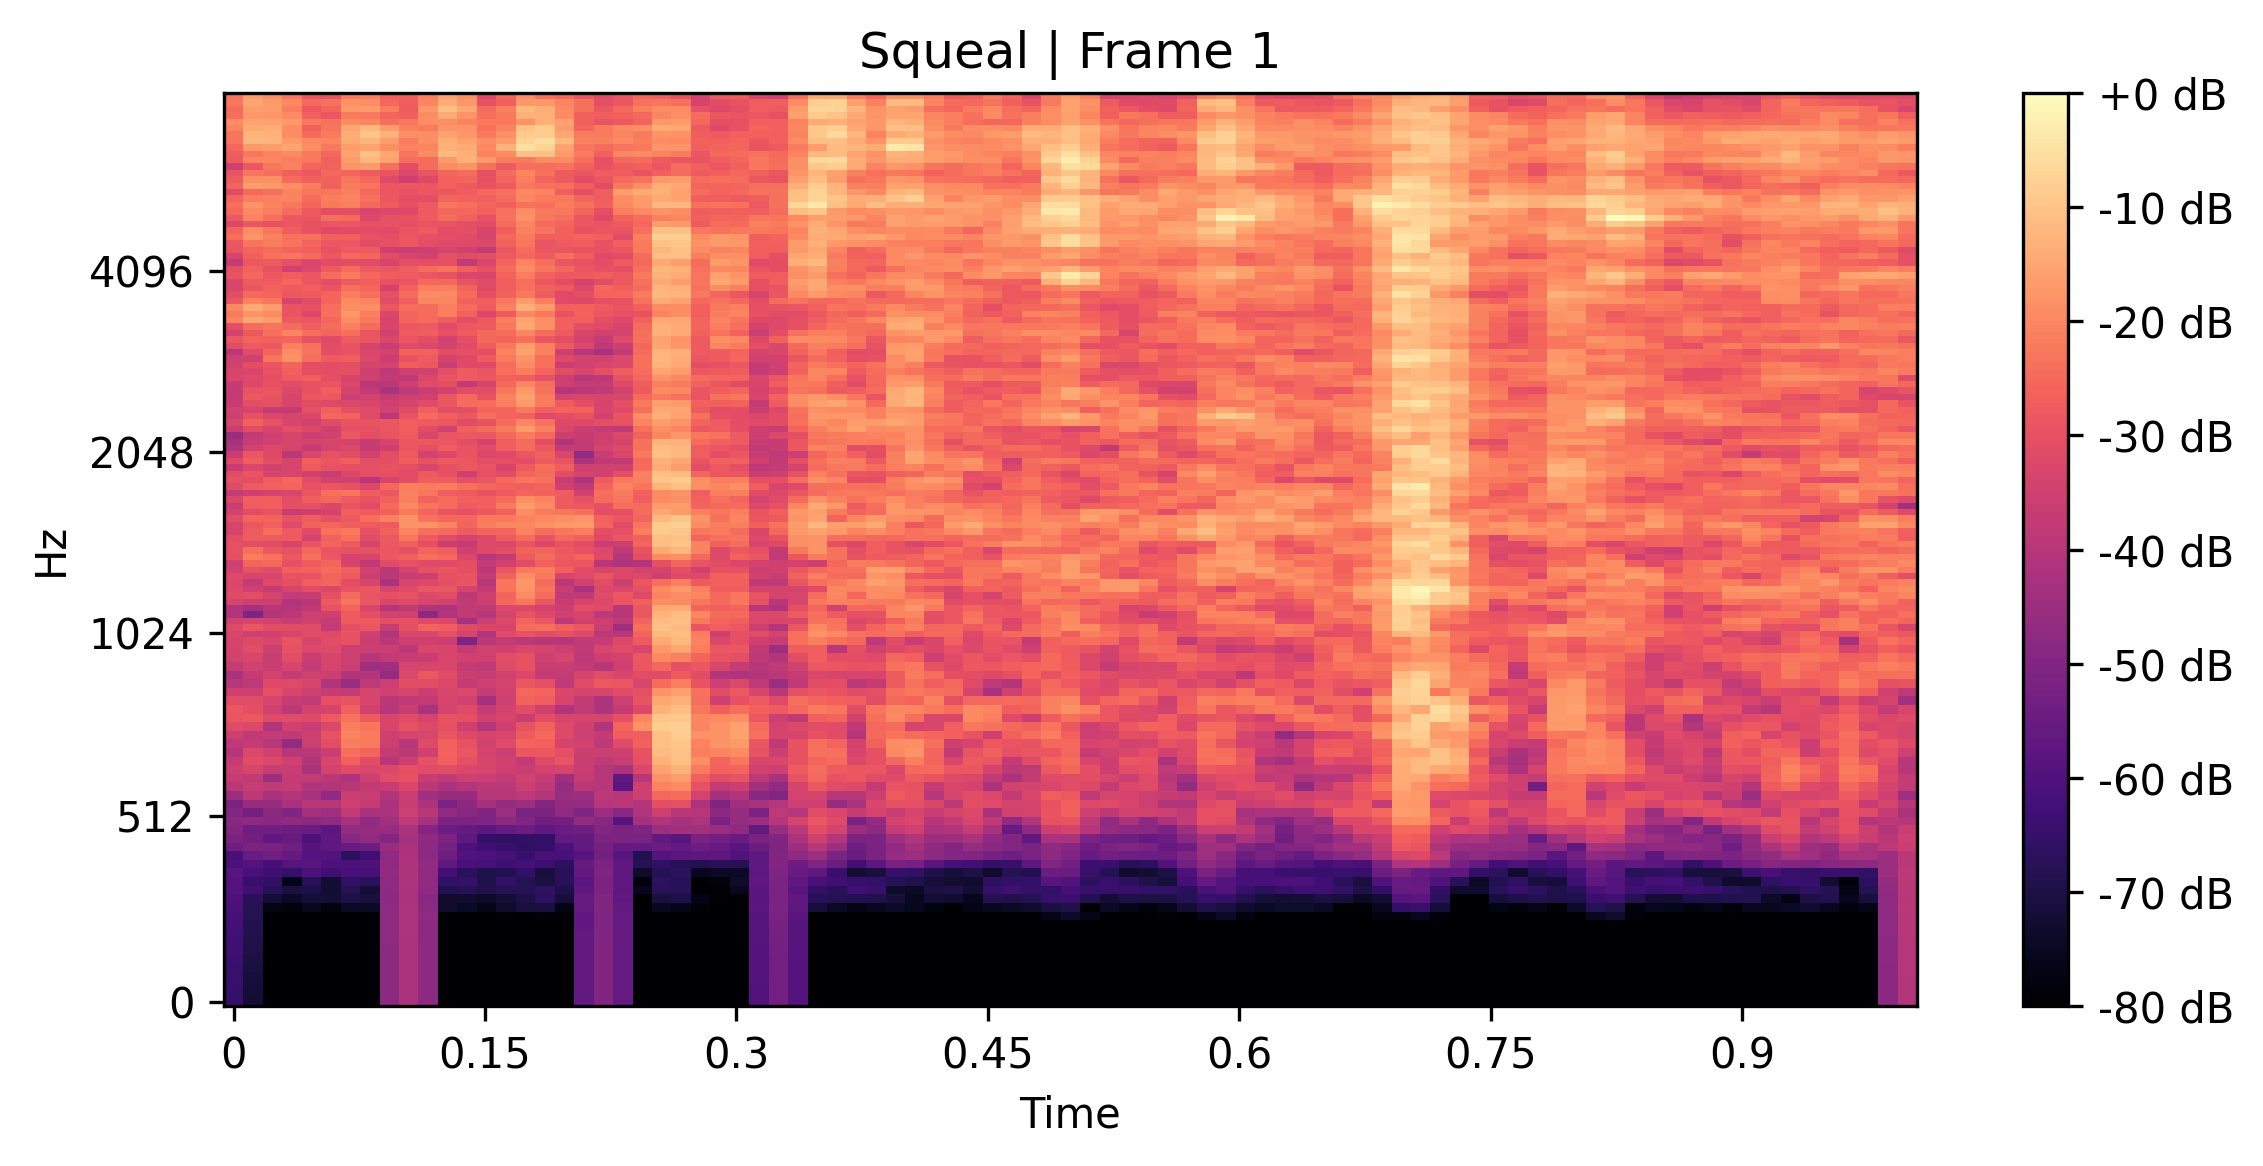 Squeal | Frame 1
+0 dB
-10 dB
4096
-20 dB
-30 dB
2048
-40 dB
Hz
1024
-50 dB
-60 dB
512
-70 dB
0
-80 dB
0 0.15 0.3 0.45 0.6 0.75 0.9
Time